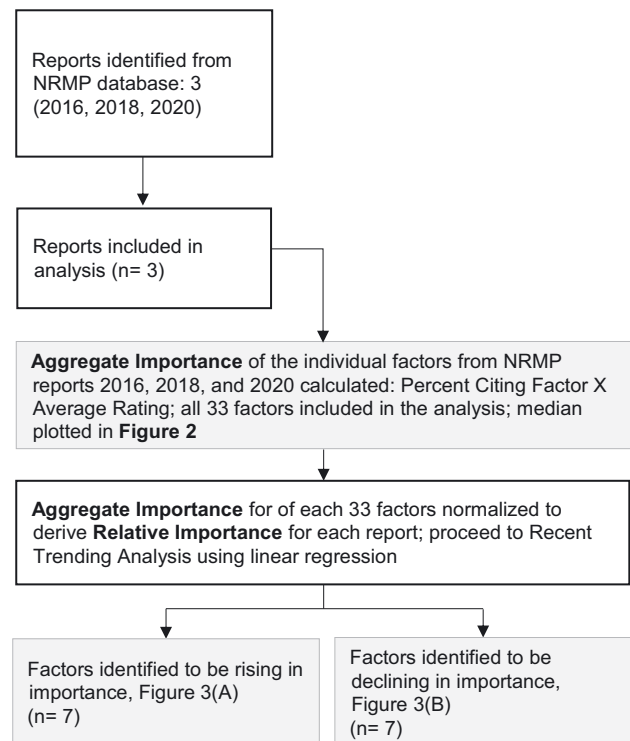 Reports identified from
NRMP database: 3
(2016, 2018, 2020)
Reports included in
analysis (n= 3)
Aggregate Importance of the individual factors from NRMP
reports 2016, 2018, and 2020 calculated: Percent Citing Factor X
Average Rating; all 33 factors included in the analysis; median
plotted in Figure 2
Aggregate Importance for of each 33 factors normalized to
derive Relative Importance for each report; proceed to Recent
Trending Analysis using linear regression
Factors identified to be rising in
importance, Figure 3(A)
(n= 7)
Factors identified to be
declining in importance,
Figure 3(B)
(n= 7)